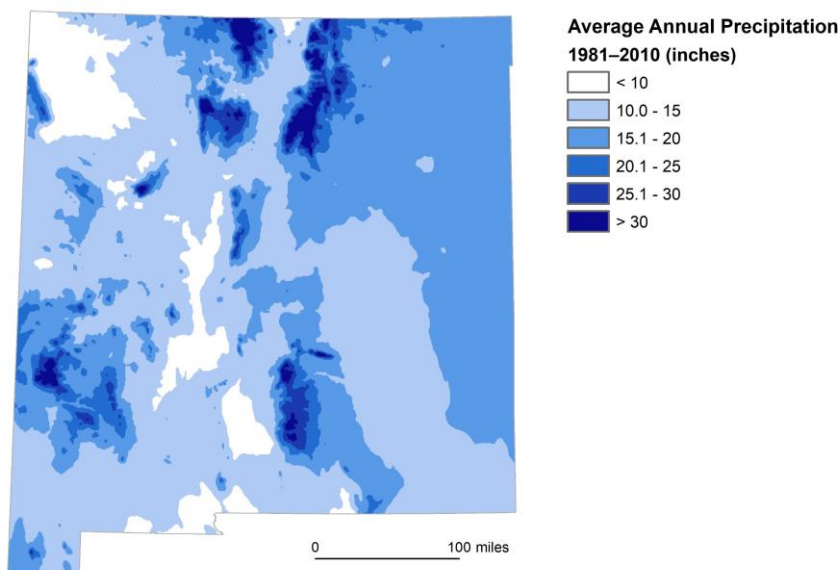 Average Annual Precipitation
1981–2010 (inches)
< 10
10.0 - 15
15.1 - 20
20.1 - 25
25.1 - 30
> 30
0 100 miles